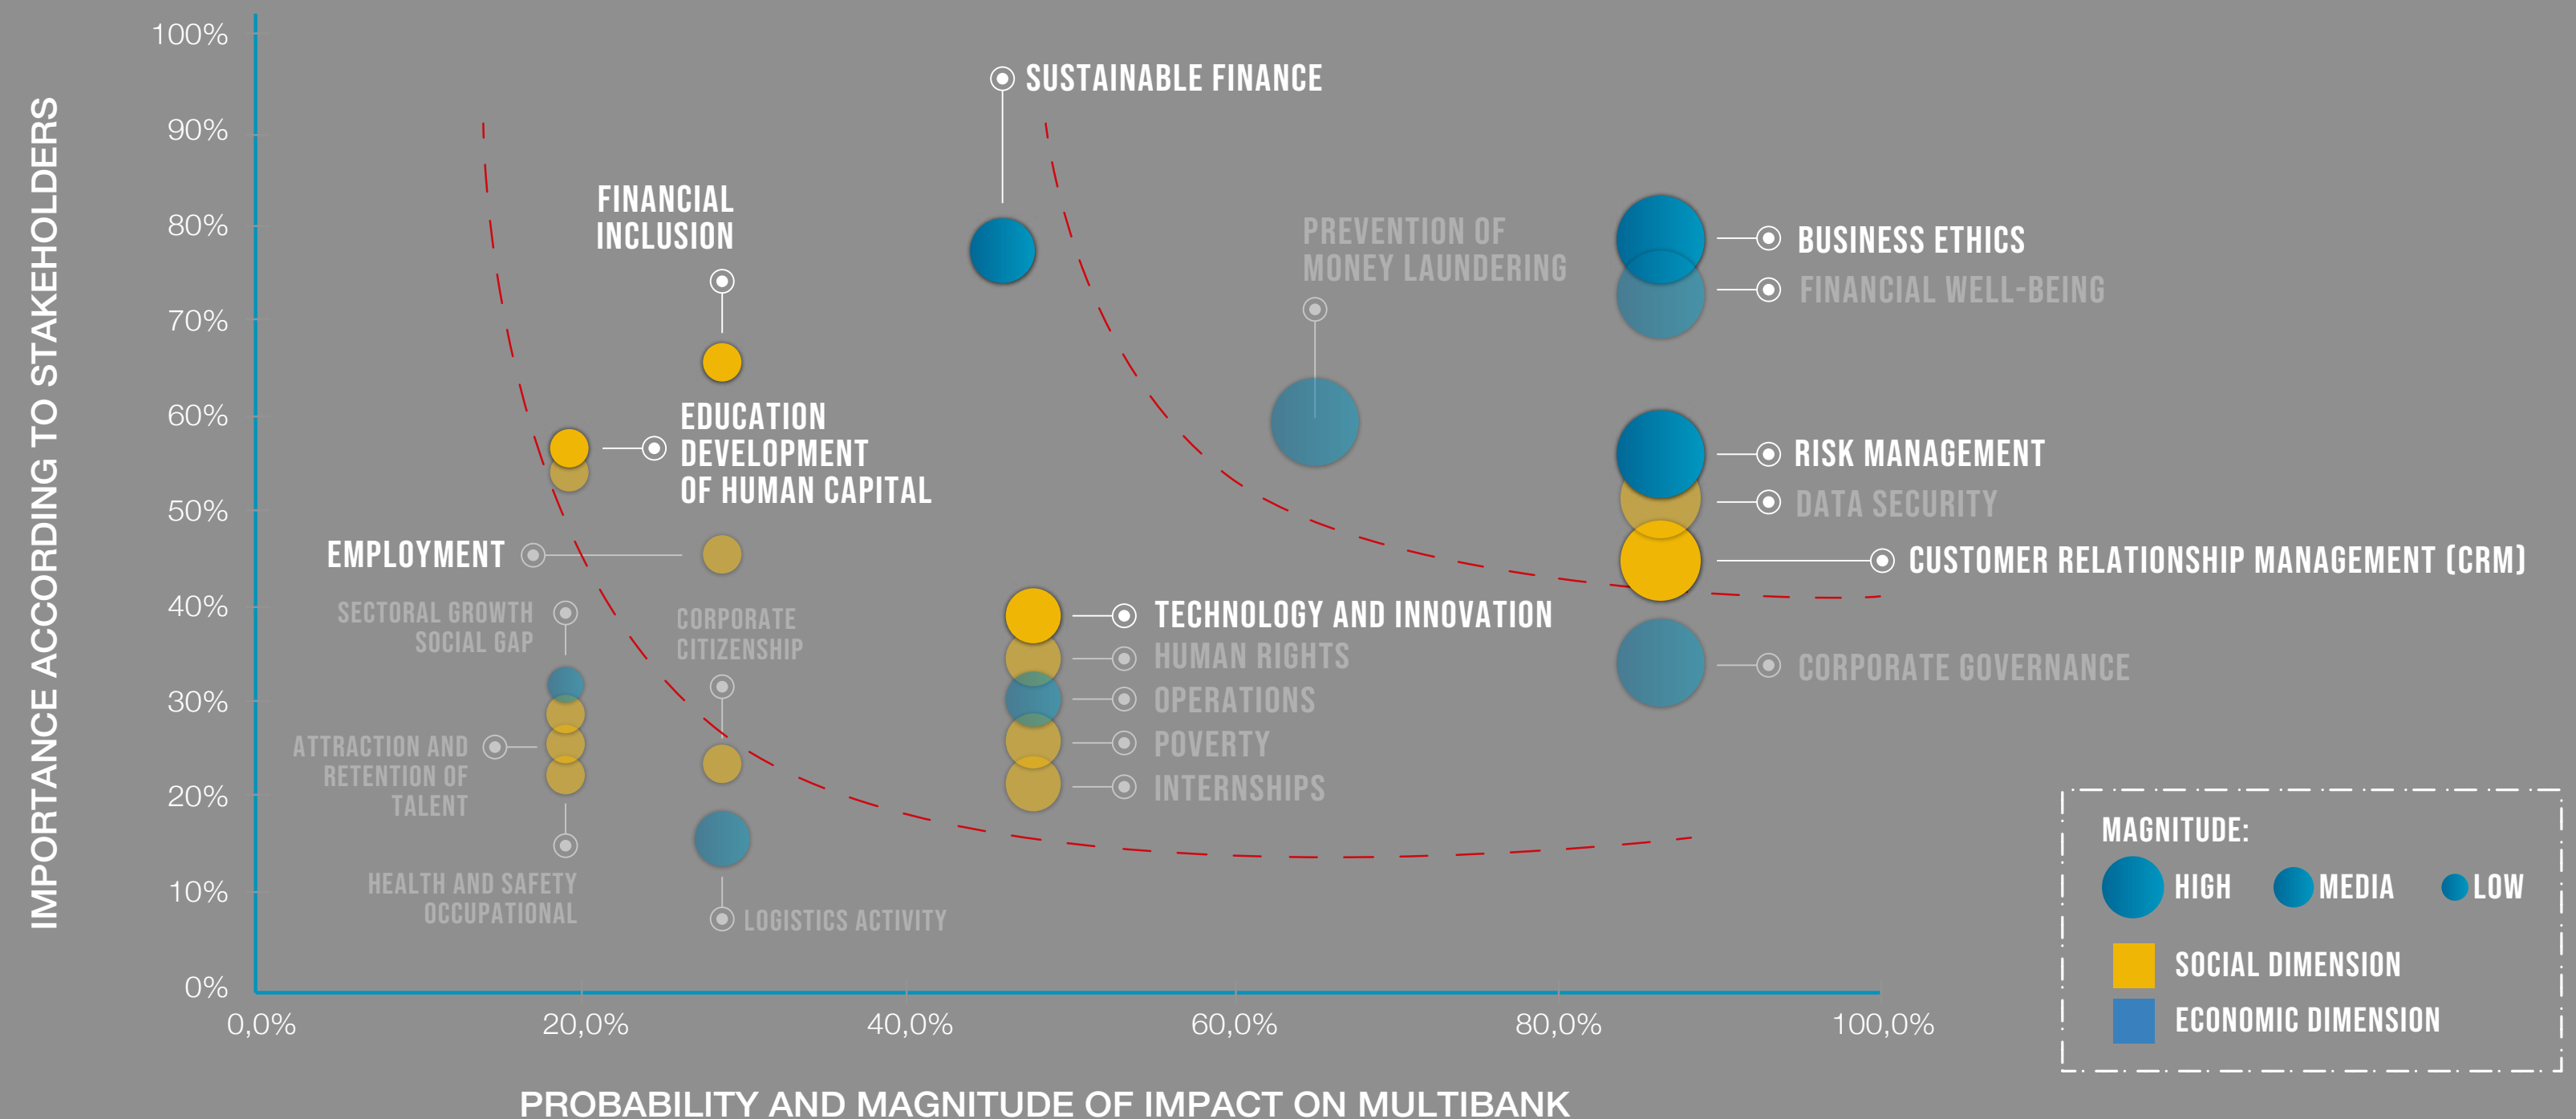 IMPORTANCE ACCORDING TO STAKEHOLDERS
100%
90%
80%
70%
60%
50%
40%
30%
20%
10%
0%
SUSTAINABLE FINANCE
FINANCIAL
INCLUSION
PREVENTION OF
MONEY LAUNDERING
BUSINESS ETHICS
FINANCIAL WELL-BEING
EDUCATION
DEVELOPMENT
OF HUMAN CAPITAL
RISK MANAGEMENT
DATA SECURITY
EMPLOYMENT
CUSTOMER RELATIONSHIP MANAGEMENT (CRM)
SECTORAL GROWTH
SOCIAL GAP
CORPORATE
CITIZENSHIP
TECHNOLOGY AND INNOVATION
HUMAN RIGHTS
OPERATIONS
POVERTY
INTERNSHIPS
CORPORATE GOVERNANCE
ATTRACTION AND
RETENTION OF
TALENT
HEALTH AND SAFETY
OCCUPATIONAL
LOGISTICS ACTIVITY
MAGNITUDE:
HIGH MEDIA LOW
SOCIAL DIMENSION
ECONOMIC DIMENSION
0,0% 20,0% 40,0% 60,0% 80,0% 100,0%
PROBABILITY AND MAGNITUDE OF IMPACT ON MULTIBANK